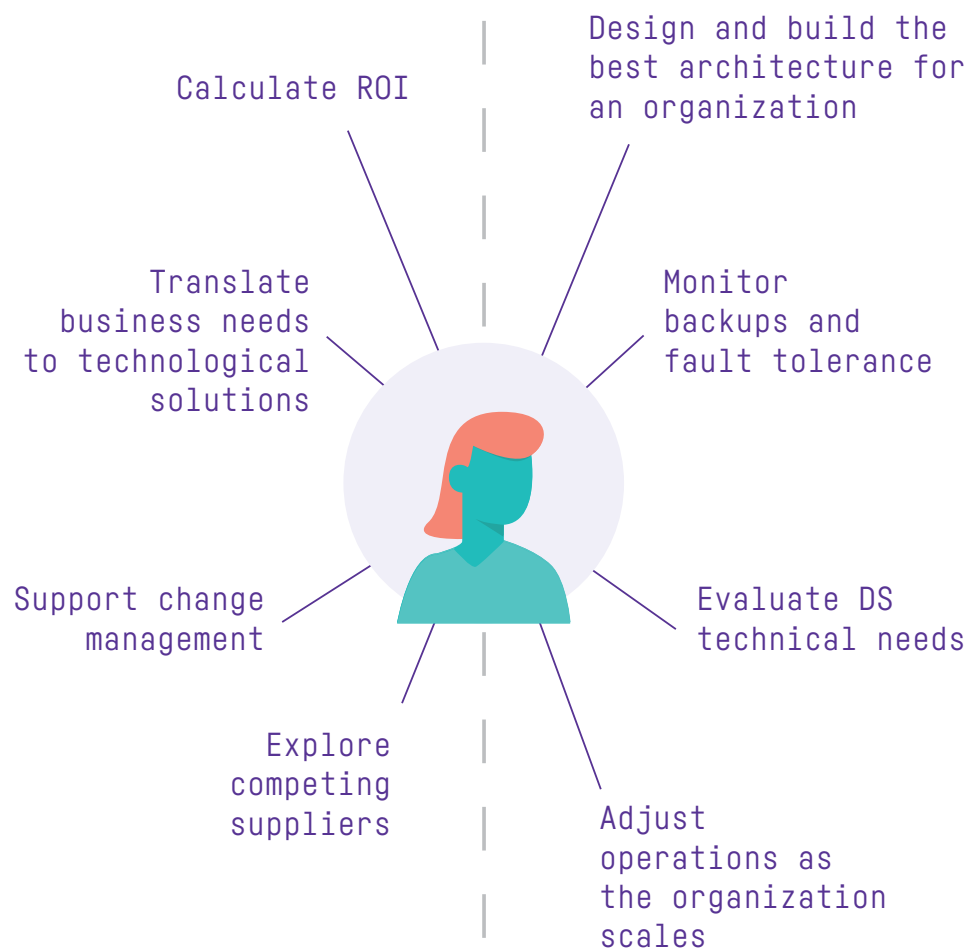 Calculate ROI
Design and build the
best architecture for
an organization
Translate
business needs
to technological
solutions
Monitor
backups and
fault tolerance
Support change
management
Evaluate DS
technical needs
Explore
competing
suppliers
Adjust
operations as
the organization
scales